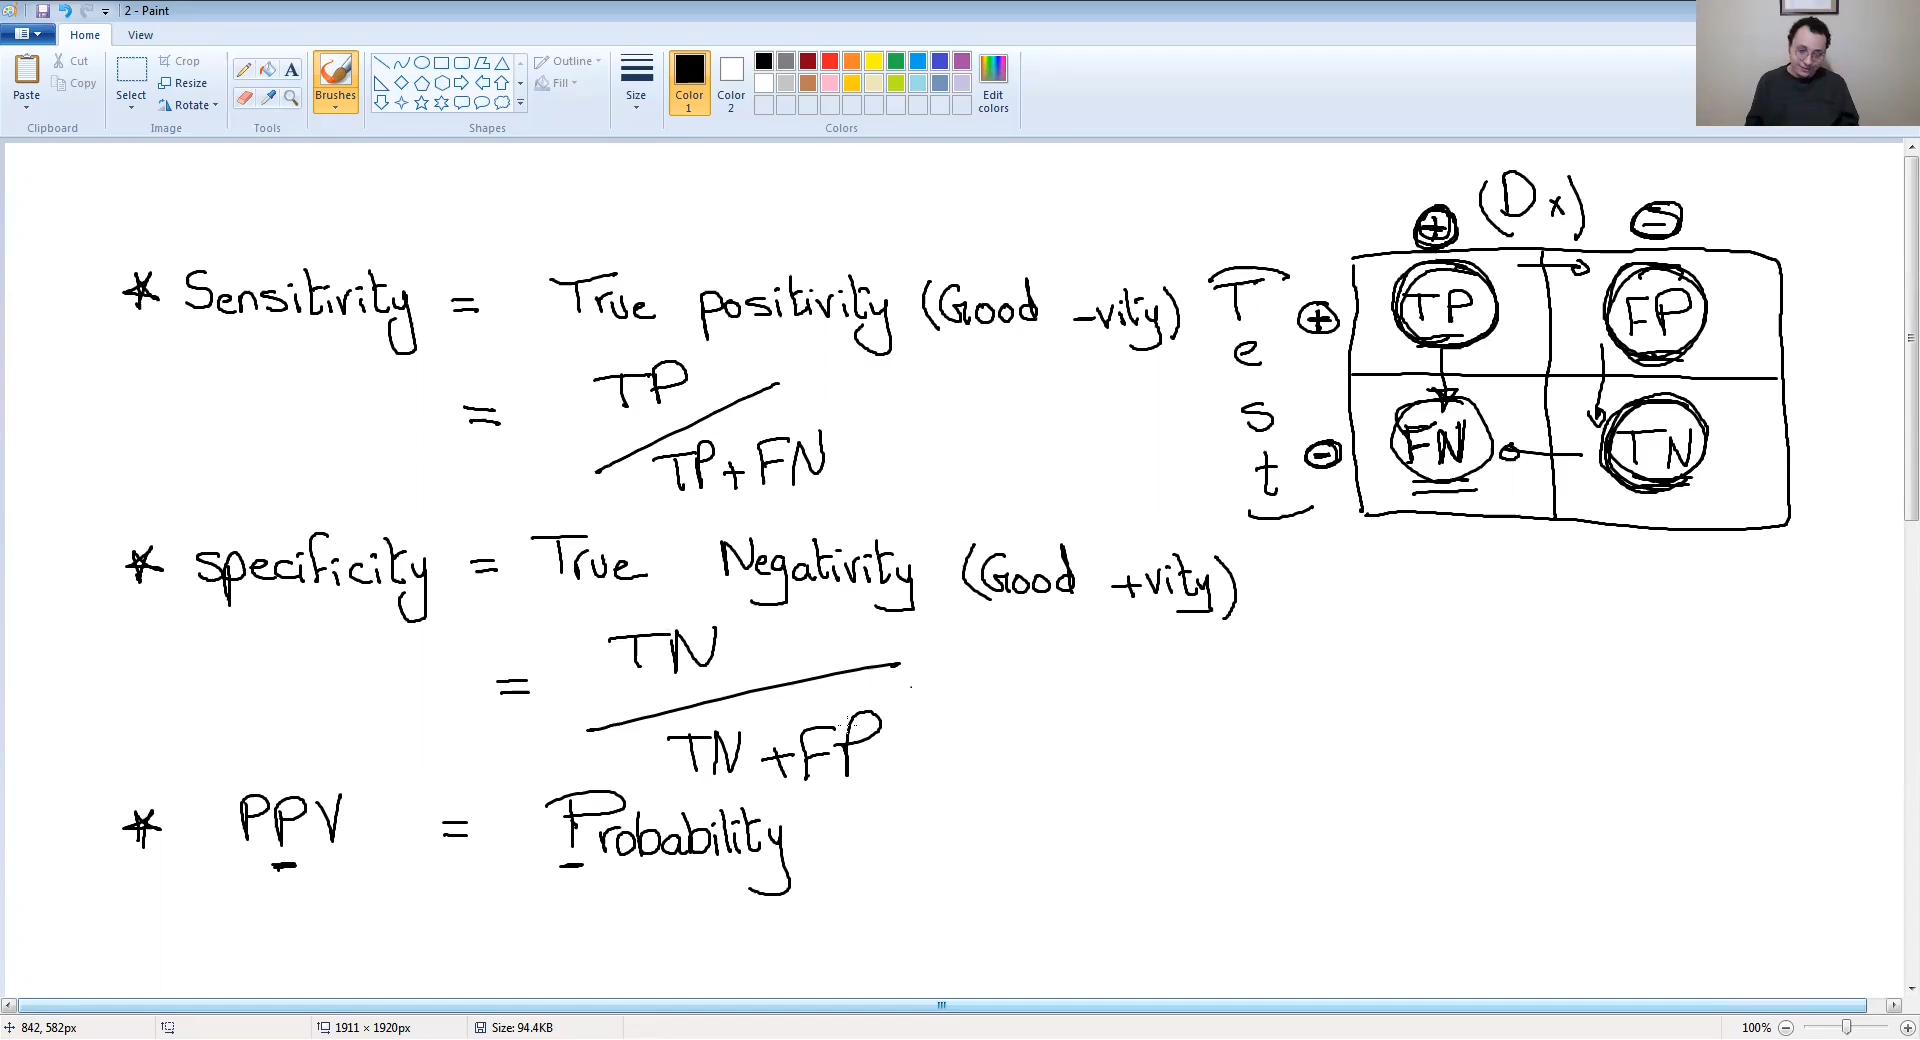 2 - Paint
Home View
Paste Cut Copy
Clipboard
Select Crop Resize Rotate
Image
Tools
Brushes
Shapes
Outline
Fill
Size
Color 1
Color 2
Edit colors
Colors
(Dx)
+ -
* Sensitivity = True positivity (Good -vity)
= TP
TP + FN
Test
+ TP FP
- FN TN
* Specificity = True Negativity (Good +vity)
= TN
TN + FP
* PPV = Probability
842, 582px
1911 × 1920px
Size: 94.4KB
100%